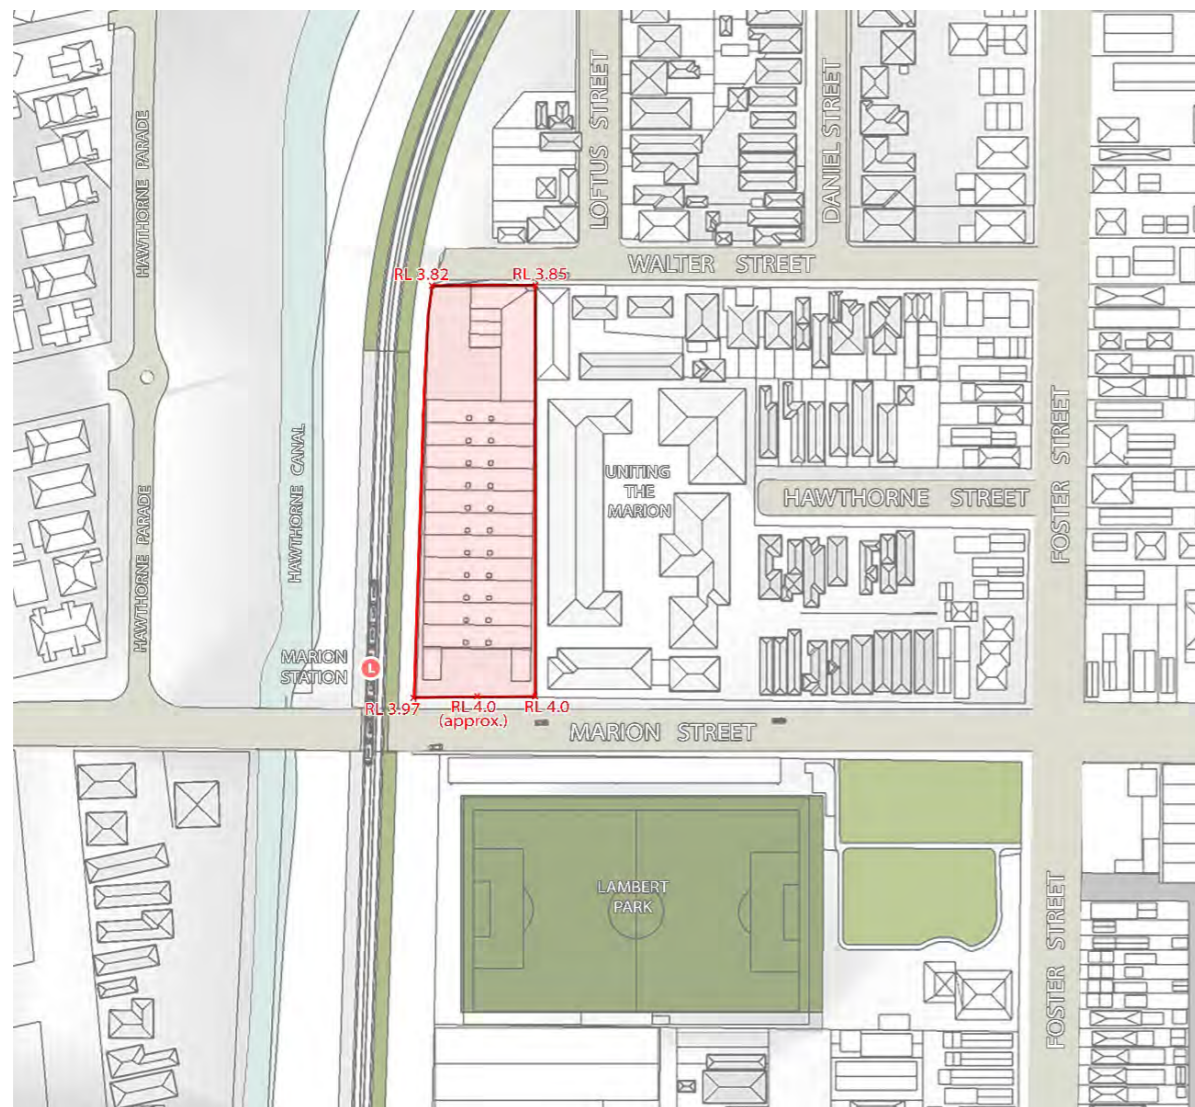 HAWTHORNE PARADE
LOFTUS STREET
DANIEL STREET
WALTER STREET
RL 3.82
RL 3.85
HAWTHORNE CANAL
HAWTHORNE PARADE
UNITING
THE
MARION
HAWTHORNE STREET
FOSTER STREET
MARION
STATION
L
RL 3.97
RL 4.0
(approx.)
RL 4.0
MARION STREET
LAMBERT
PARK
FOSTER STREET